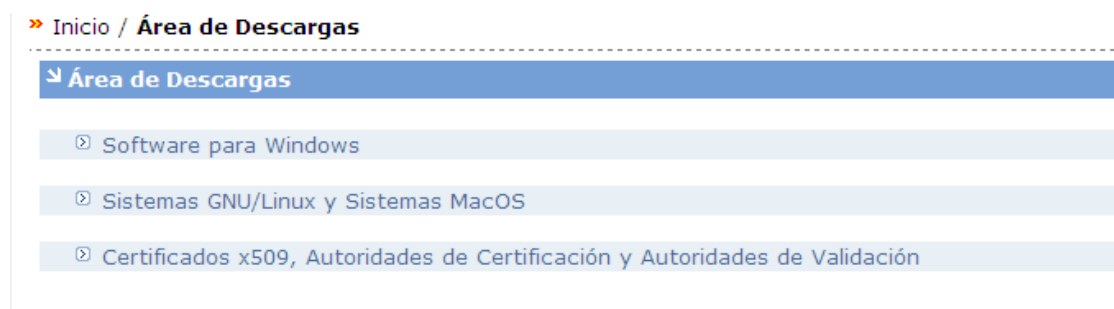 » Inicio / Área de Descargas
Área de Descargas
Software para Windows
Sistemas GNU/Linux y Sistemas MacOS
Certificados x509, Autoridades de Certificación y Autoridades de Validación